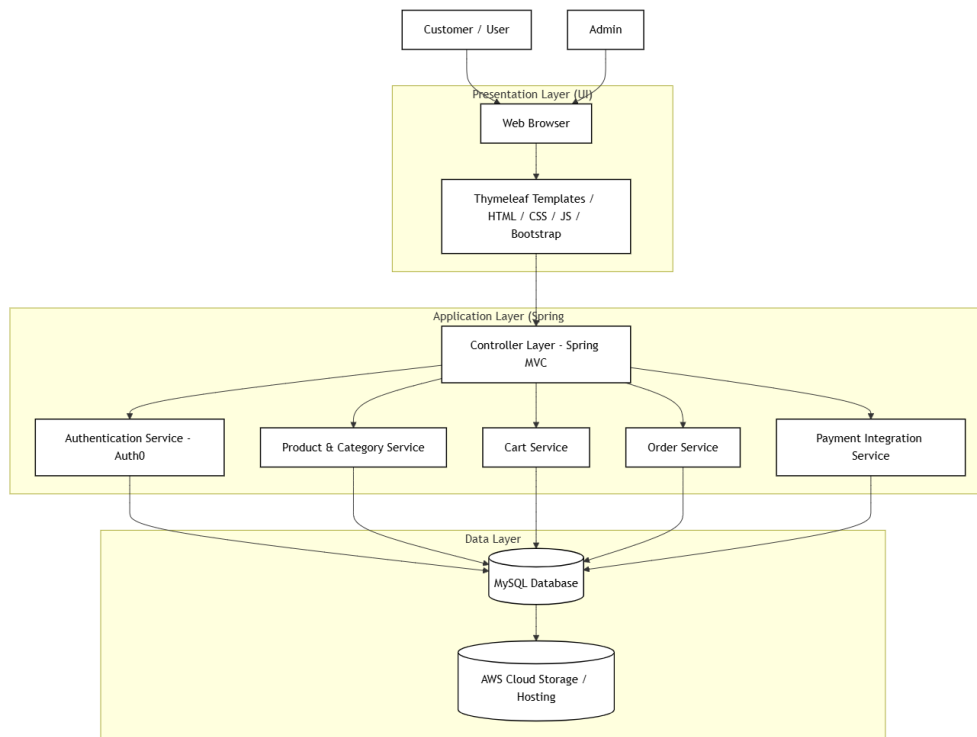 Customer / User
Admin
Presentation Layer (UI)
Web Browser
Thymeleaf Templates /
HTML / CSS / JS /
Bootstrap
Application Layer (Spring
Controller Layer - Spring
MVC
Authentication Service -
Auth0
Product & Category Service
Cart Service
Order Service
Payment Integration
Service
Data Layer
MySQL Database
AWS Cloud Storage /
Hosting